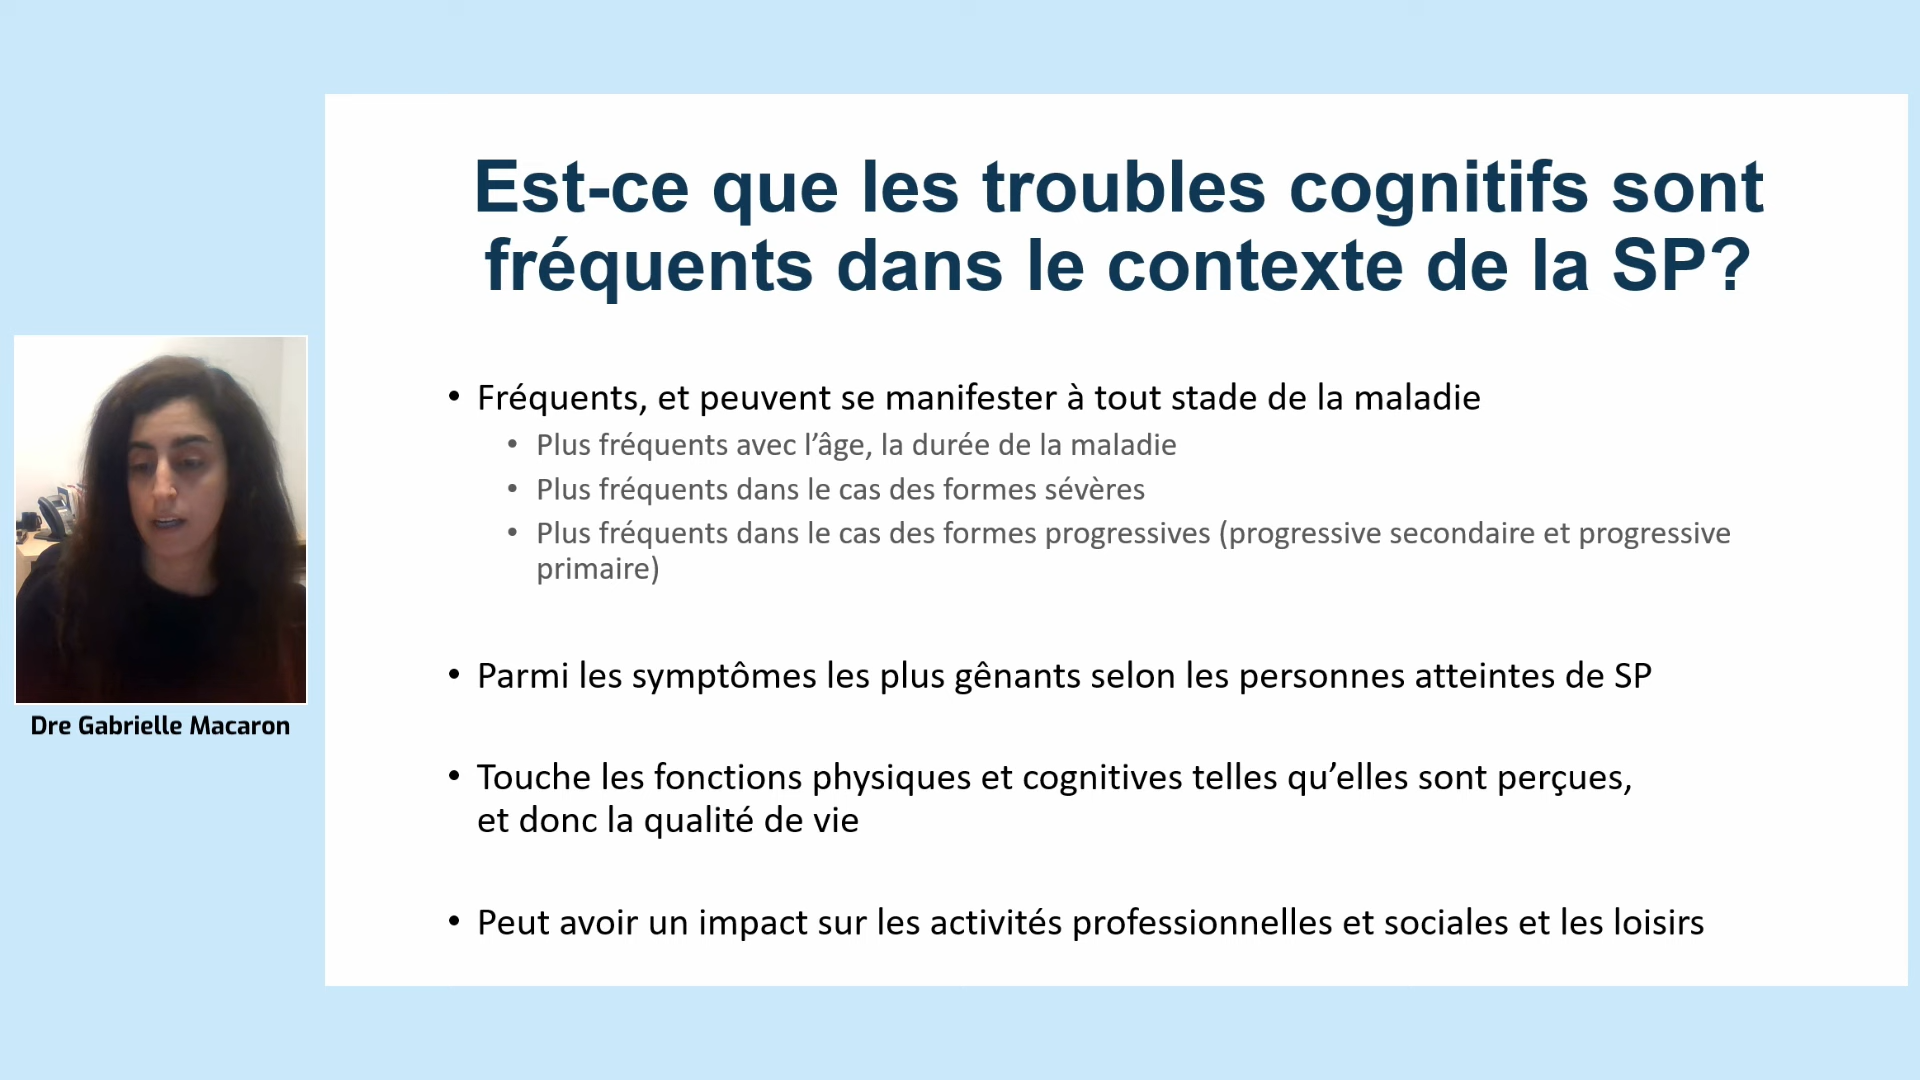 Est-ce que les troubles cognitifs sont
fréquents dans le contexte de la SP?
• Fréquents, et peuvent se manifester à tout stade de la maladie
• Plus fréquents avec l’âge, la durée de la maladie
• Plus fréquents dans le cas des formes sévères
• Plus fréquents dans le cas des formes progressives (progressive secondaire et progressive
primaire)
• Parmi les symptômes les plus gênants selon les personnes atteintes de SP
• Touche les fonctions physiques et cognitives telles qu’elles sont perçues,
et donc la qualité de vie
• Peut avoir un impact sur les activités professionnelles et sociales et les loisirs
Dre Gabrielle Macaron